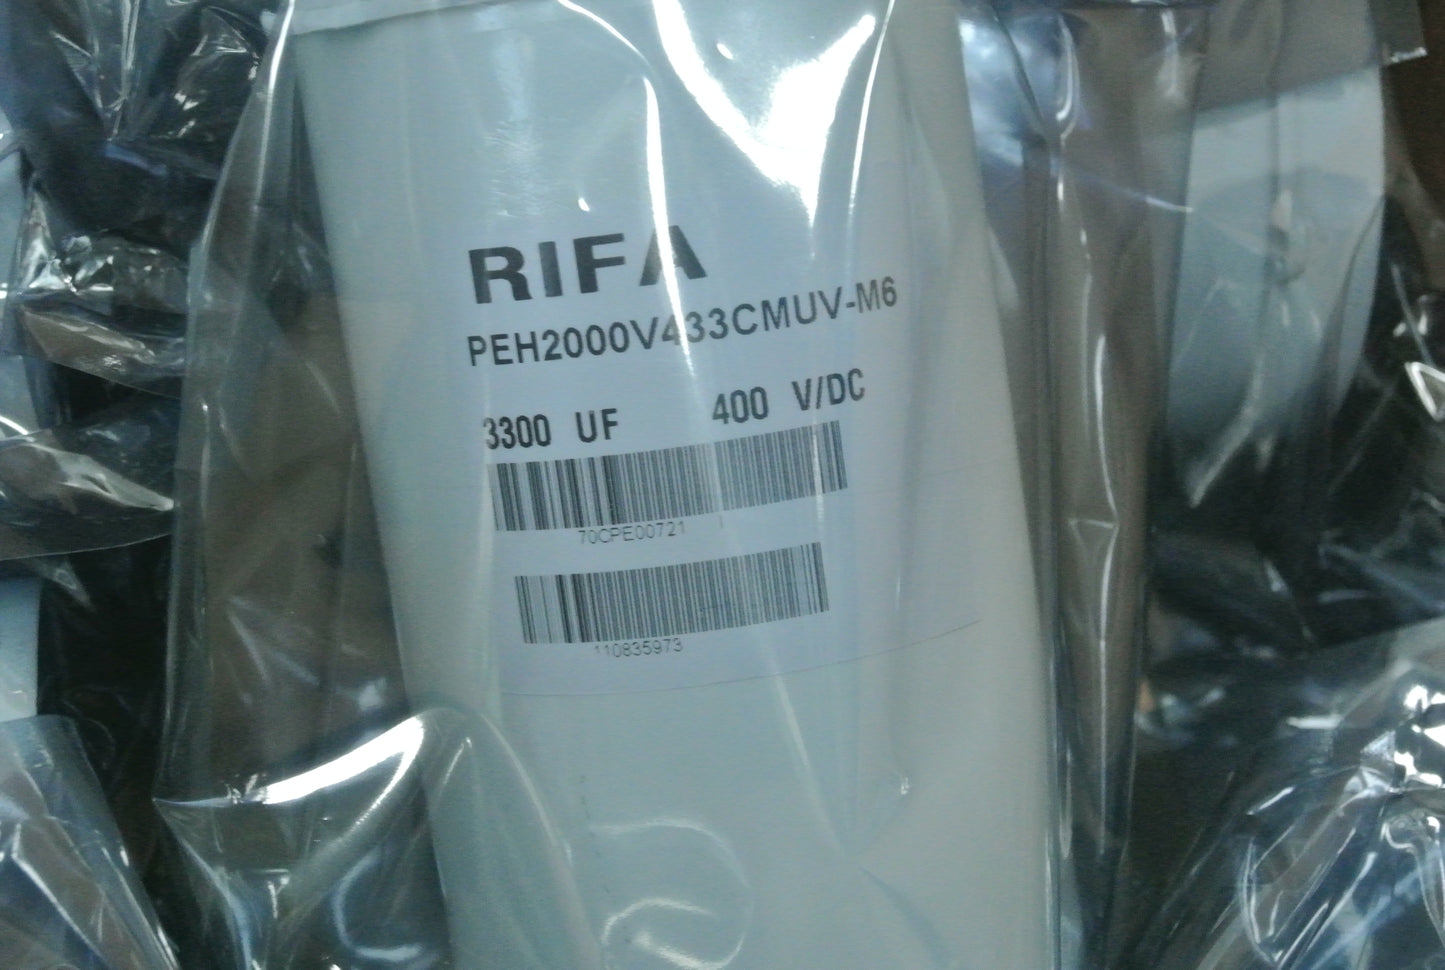 RIFA
PEH2000V433CMUV-M6
3300 UF 400 V/DC
70CPE00721
110835973